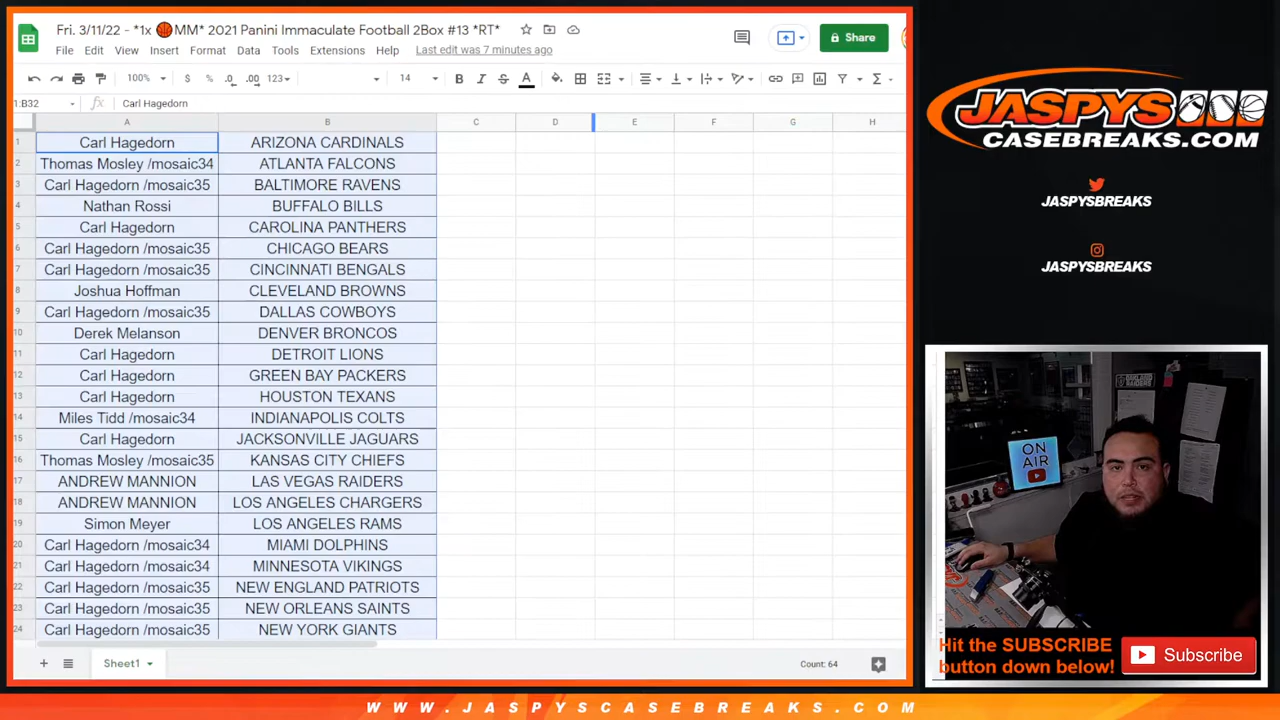 Fri. 3/11/22 - *1x 🏀MM* 2021 Panini Immaculate Football 2Box #13 *RT*
File Edit View Insert Format Data Tools Extensions Help Last edit was 7 minutes ago
Share
100% $ % .0 .00 123 14 B I S A
1:B32 fx Carl Hagedorn
A B C D E F G H
1 Carl Hagedorn ARIZONA CARDINALS
2 Thomas Mosley /mosaic34 ATLANTA FALCONS
3 Carl Hagedorn /mosaic35 BALTIMORE RAVENS
4 Nathan Rossi BUFFALO BILLS
5 Carl Hagedorn CAROLINA PANTHERS
6 Carl Hagedorn /mosaic35 CHICAGO BEARS
7 Carl Hagedorn /mosaic35 CINCINNATI BENGALS
8 Joshua Hoffman CLEVELAND BROWNS
9 Carl Hagedorn /mosaic35 DALLAS COWBOYS
10 Derek Melanson DENVER BRONCOS
11 Carl Hagedorn DETROIT LIONS
12 Carl Hagedorn GREEN BAY PACKERS
13 Carl Hagedorn HOUSTON TEXANS
14 Miles Tidd /mosaic34 INDIANAPOLIS COLTS
15 Carl Hagedorn JACKSONVILLE JAGUARS
16 Thomas Mosley /mosaic35 KANSAS CITY CHIEFS
17 ANDREW MANNION LAS VEGAS RAIDERS
18 ANDREW MANNION LOS ANGELES CHARGERS
19 Simon Meyer LOS ANGELES RAMS
20 Carl Hagedorn /mosaic34 MIAMI DOLPHINS
21 Carl Hagedorn /mosaic34 MINNESOTA VIKINGS
22 Carl Hagedorn /mosaic35 NEW ENGLAND PATRIOTS
23 Carl Hagedorn /mosaic35 NEW ORLEANS SAINTS
24 Carl Hagedorn /mosaic35 NEW YORK GIANTS
Sheet1 Count: 64
JASPYS
CASEBREAKS.COM
JASPYSBREAKS
JASPYSBREAKS
ON
AIR
Hit the SUBSCRIBE
button down below!
Subscribe
WWW.JASPYSCASEBREAKS.COM